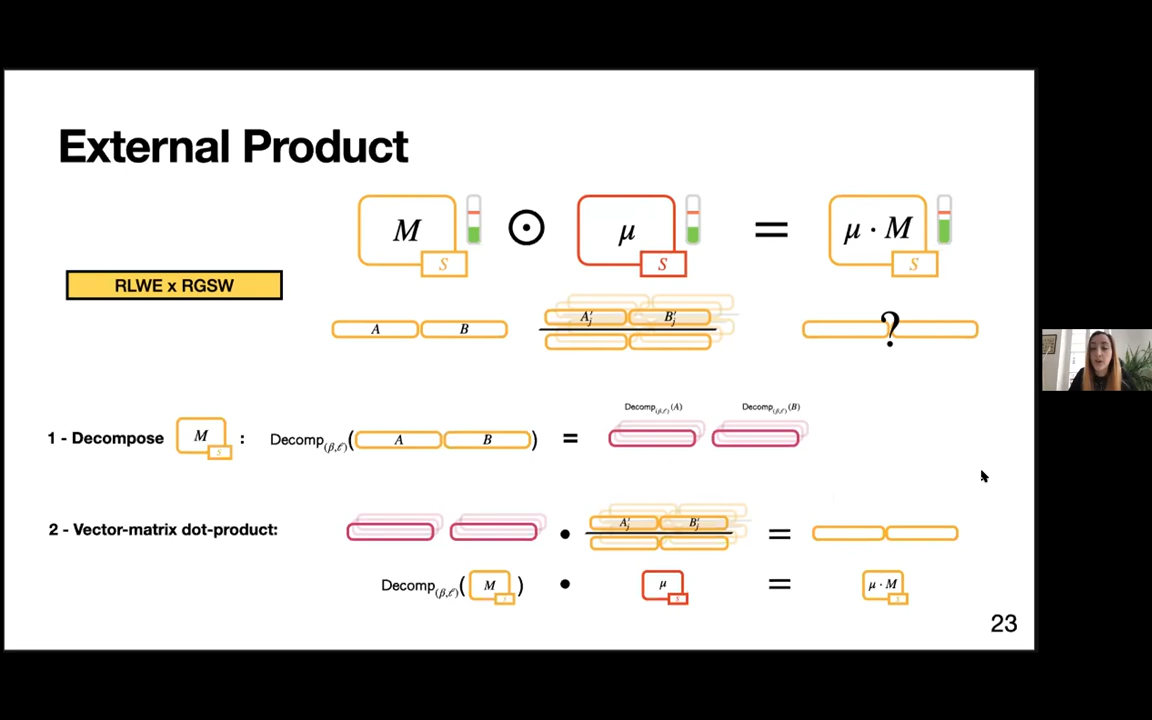 External Product
M ⊙ μ = μ · M
S S S
RLWE x RGSW
A B A′j B′j ?
Decomp(β,ℓ)(A) Decomp(β,ℓ)(B)
1 - Decompose M S : Decomp(β,ℓ)( A B ) =
2 - Vector-matrix dot-product: • A′j B′j =
Decomp(β,ℓ)( M S ) • μ S = μ · M S
23